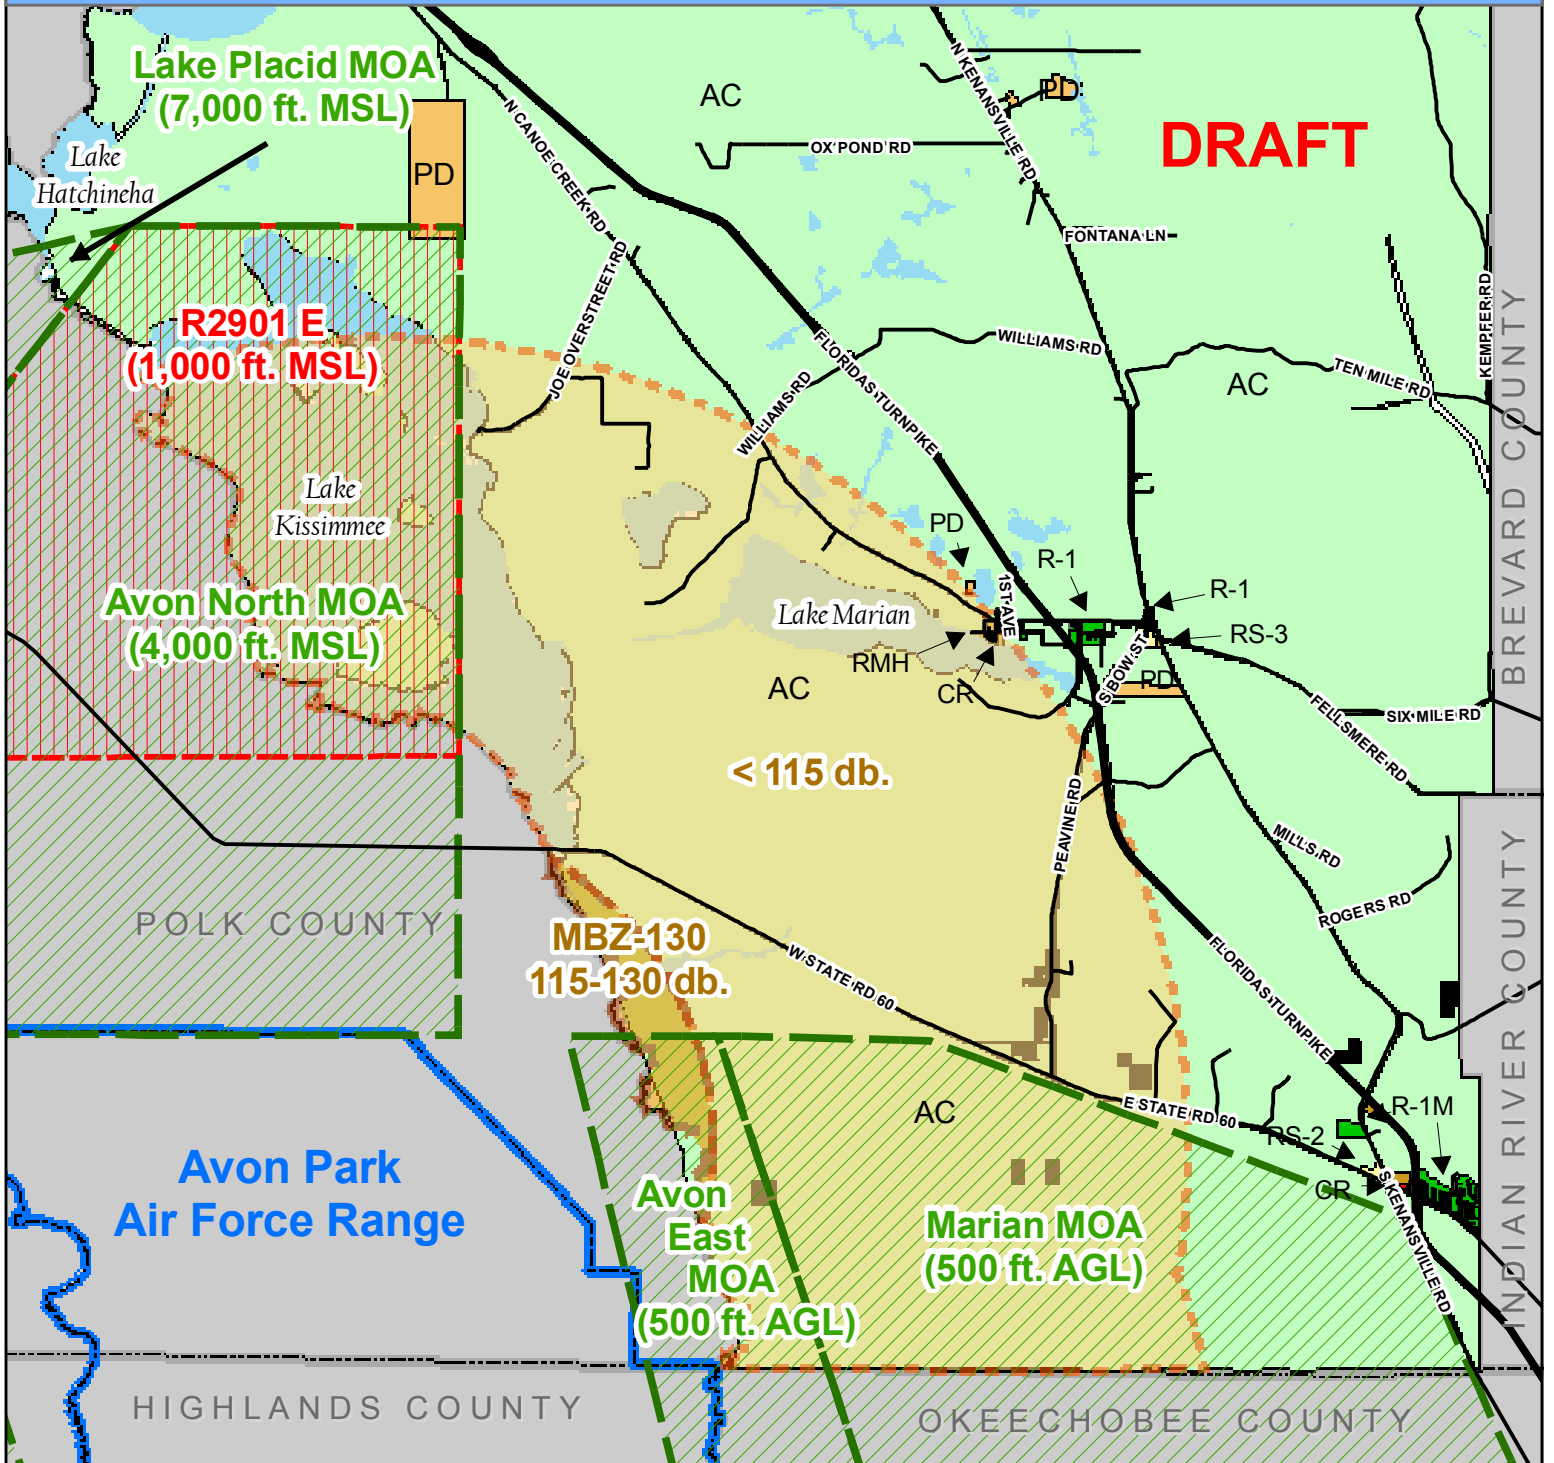 Lake Placid MOA
(7,000 ft. MSL)
AC
PD
N KENANSVILLE RD
DRAFT
Lake
Hatchineha
PD
N CANOE CREEK RD
OX POND RD
FONTANA LN
JOE OVERSTREET RD
KEMPFER RD
BREVARD COUNTY
R2901 E
(1,000 ft. MSL)
FLORIDAS TURNPIKE
WILLIAMS RD
WILLIAMS RD
TEN MILE RD
AC
Lake
Kissimmee
PD
R-1
R-1
1ST AVE
Avon North MOA
(4,000 ft. MSL)
Lake Marian
RS-3
RMH
CR
S BOW ST
PD
AC
FELLSMERE RD
SIX MILE RD
< 115 db.
PEAVINE RD
MILLS RD
ROGERS RD
INDIAN RIVER COUNTY
POLK COUNTY
MBZ-130
115-130 db.
W STATE RD 60
FLORIDAS TURNPIKE
AC
E STATE RD 60
R-1M
RS-2
CR
S KENANSVILLE RD
Avon Park
Air Force Range
Avon
East
MOA
(500 ft. AGL)
Marian MOA
(500 ft. AGL)
HIGHLANDS COUNTY
OKEECHOBEE COUNTY